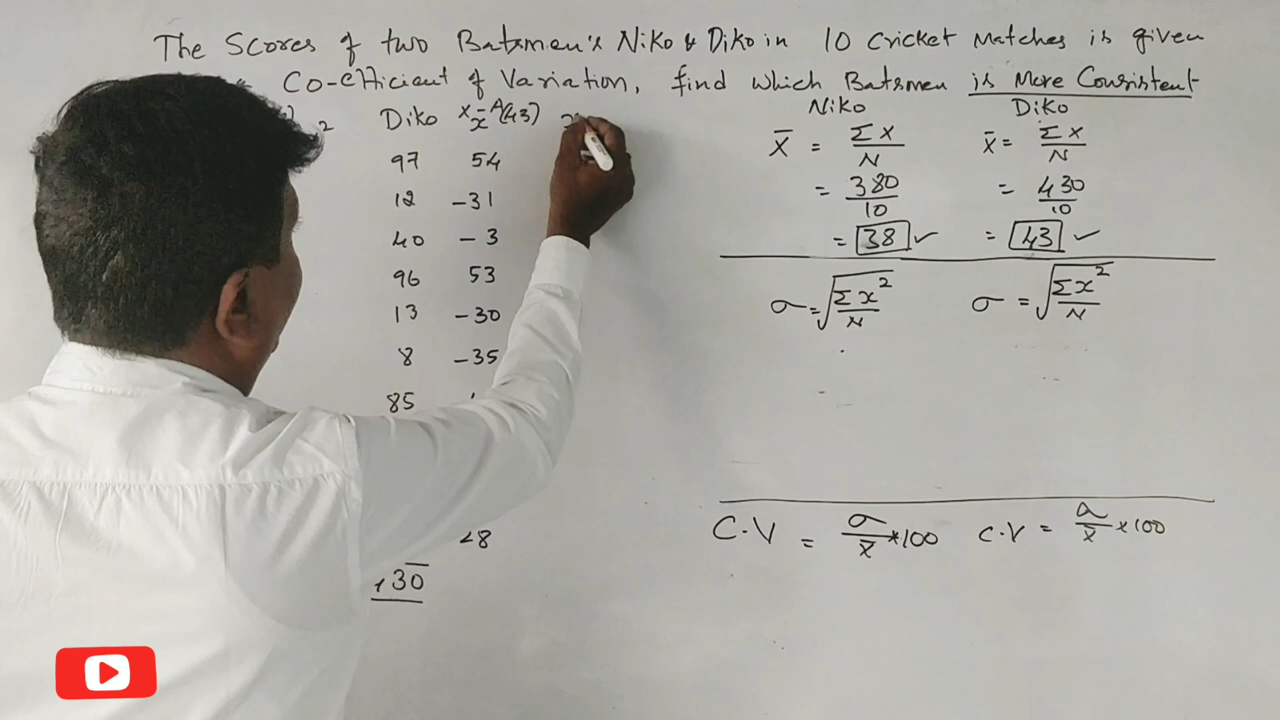 The Scores of two Batsmen's Niko & Diko in 10 Cricket Matches is given
Co-efficient of Variation, find which Batsmen is More Consistent
2 Diko X - A(43)
x
97 54
12 -31
40 - 3
96 53
13 -30
8 -35
85
28
430
Niko Diko
X̄ = ΣX/N X̄ = ΣX/N
= 380/10 = 430/10
= 38 ✓ = 43 ✓
σ = √Σx²/N σ = √Σx²/N
C.V = σ/X̄ *100 C.V = σ/X̄ ×100